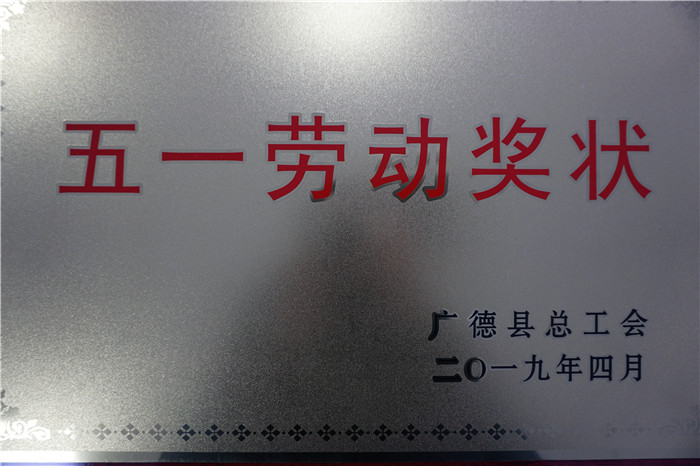 五一劳动奖状
广德县总工会
二〇一九年四月